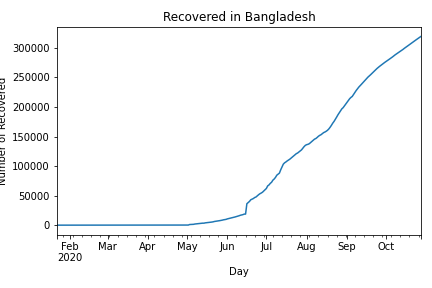 Recovered in Bangladesh
300000
250000
200000
150000
100000
50000
0
Number of Recovered
Feb Mar Apr May Jun Jul Aug Sep Oct
2020
Day